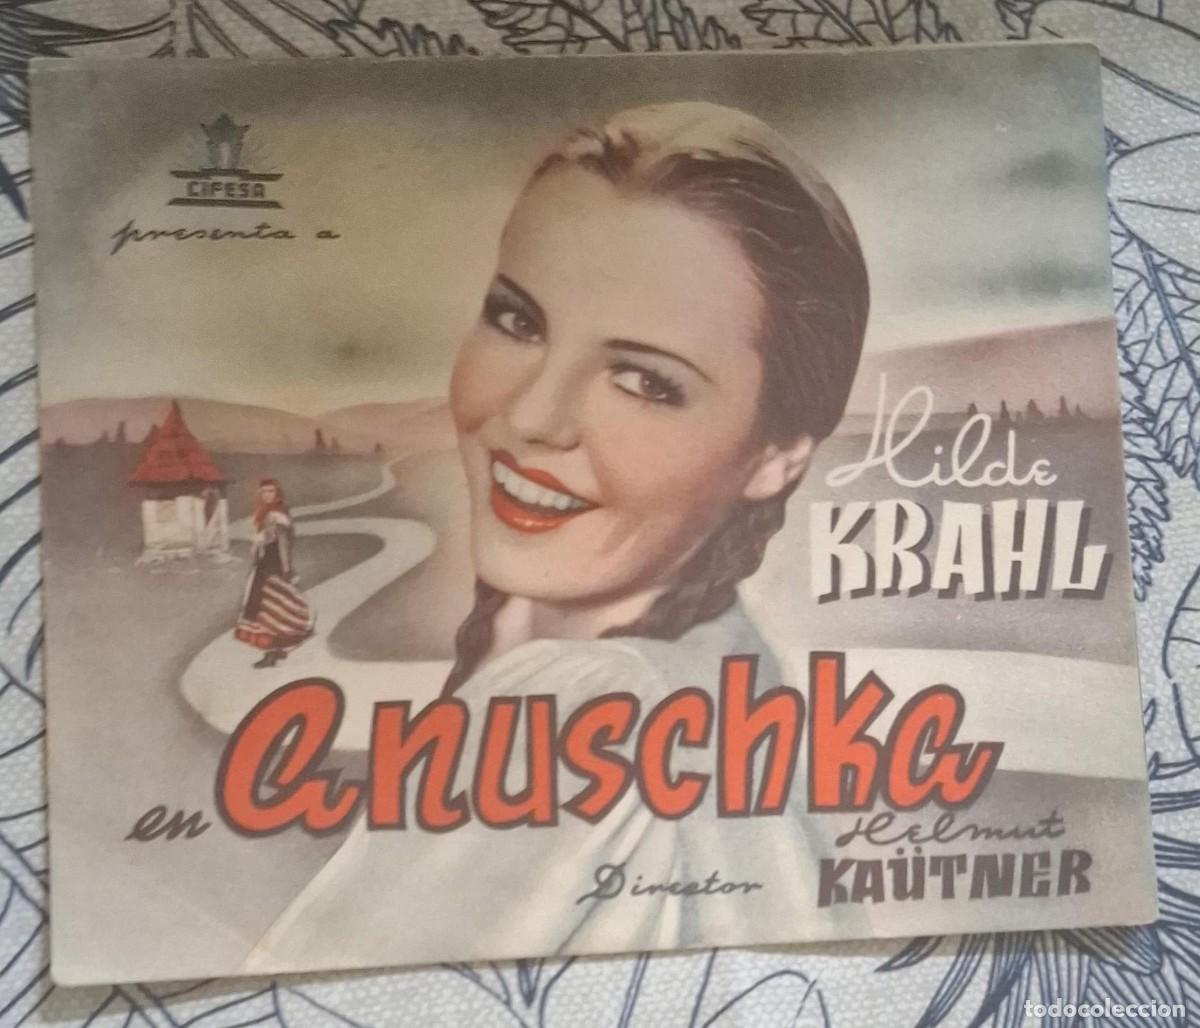 CIFESA
presenta a
Hilde
KRAHL
en anuschka
Director Helmut
KAÜTNER
todocoleccion